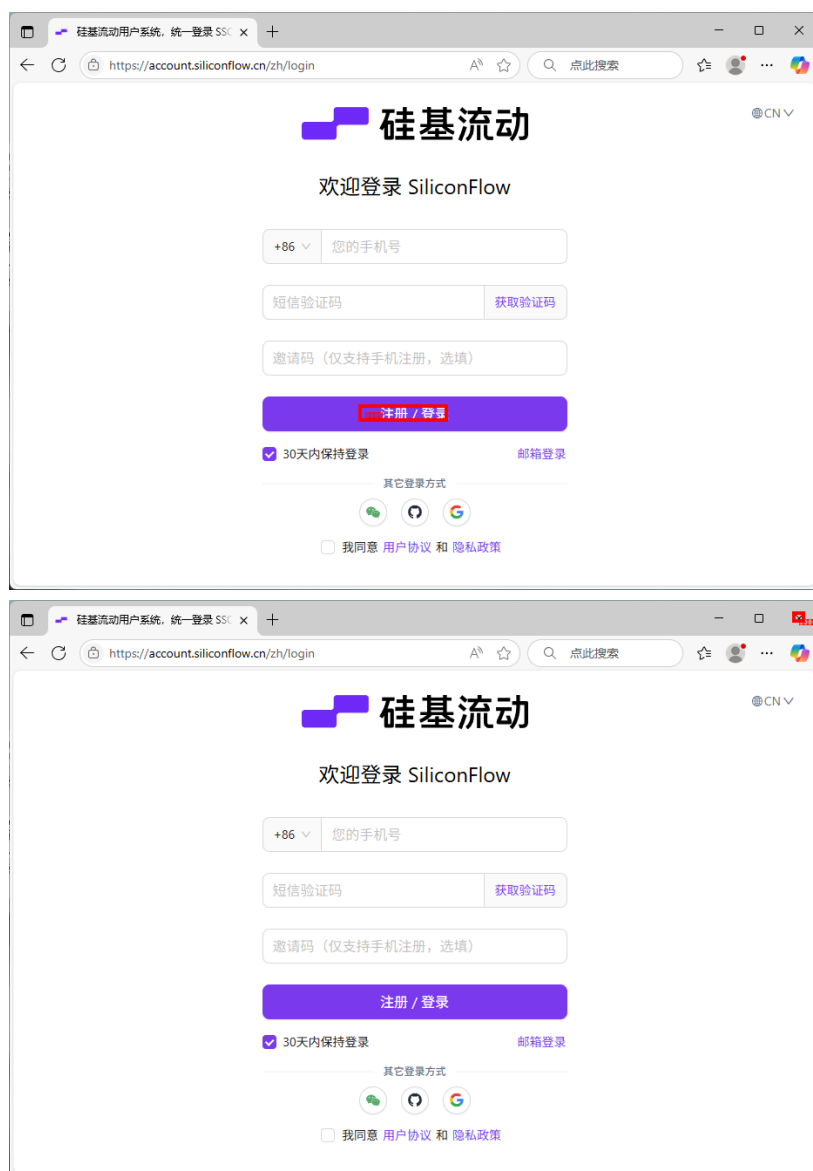 硅基流动用户系统，统一登录 SSO
https://account.siliconflow.cn/zh/login
点此搜索
硅基流动
CN
欢迎登录 SiliconFlow
+86 您的手机号
短信验证码 获取验证码
邀请码（仅支持手机注册，选填）
注册 / 登录
30天内保持登录 邮箱登录
其它登录方式
我同意 用户协议 和 隐私政策
硅基流动用户系统，统一登录 SSO
https://account.siliconflow.cn/zh/login
点此搜索
硅基流动
CN
欢迎登录 SiliconFlow
+86 您的手机号
短信验证码 获取验证码
邀请码（仅支持手机注册，选填）
注册 / 登录
30天内保持登录 邮箱登录
其它登录方式
我同意 用户协议 和 隐私政策